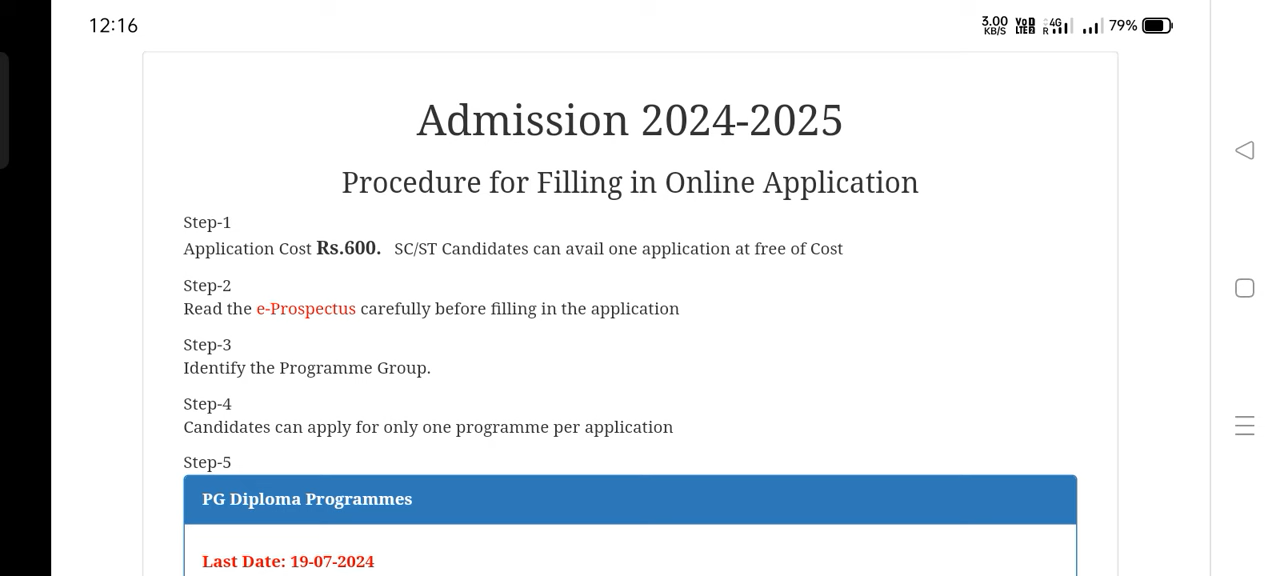 12:16
3.00 KB/S VoD LTE2 4G R 79%
Admission 2024-2025
Procedure for Filling in Online Application
Step-1
Application Cost Rs.600. SC/ST Candidates can avail one application at free of Cost
Step-2
Read the e-Prospectus carefully before filling in the application
Step-3
Identify the Programme Group.
Step-4
Candidates can apply for only one programme per application
Step-5
PG Diploma Programmes
Last Date: 19-07-2024